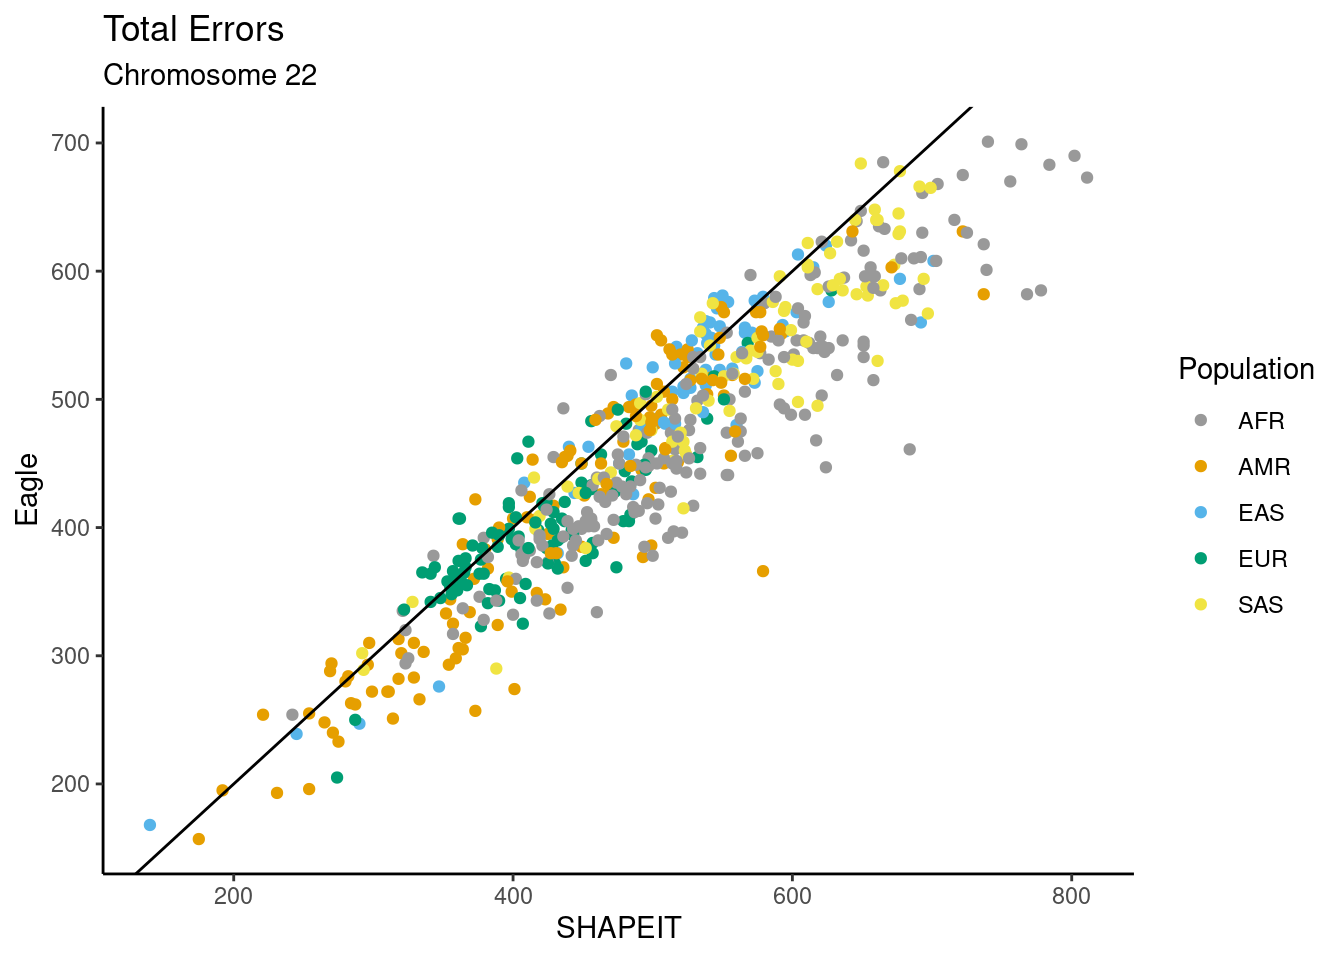 Total Errors
Chromosome 22
Eagle
700
600
500
400
300
200
200
400
600
800
SHAPEIT
Population
AFR
AMR
EAS
EUR
SAS